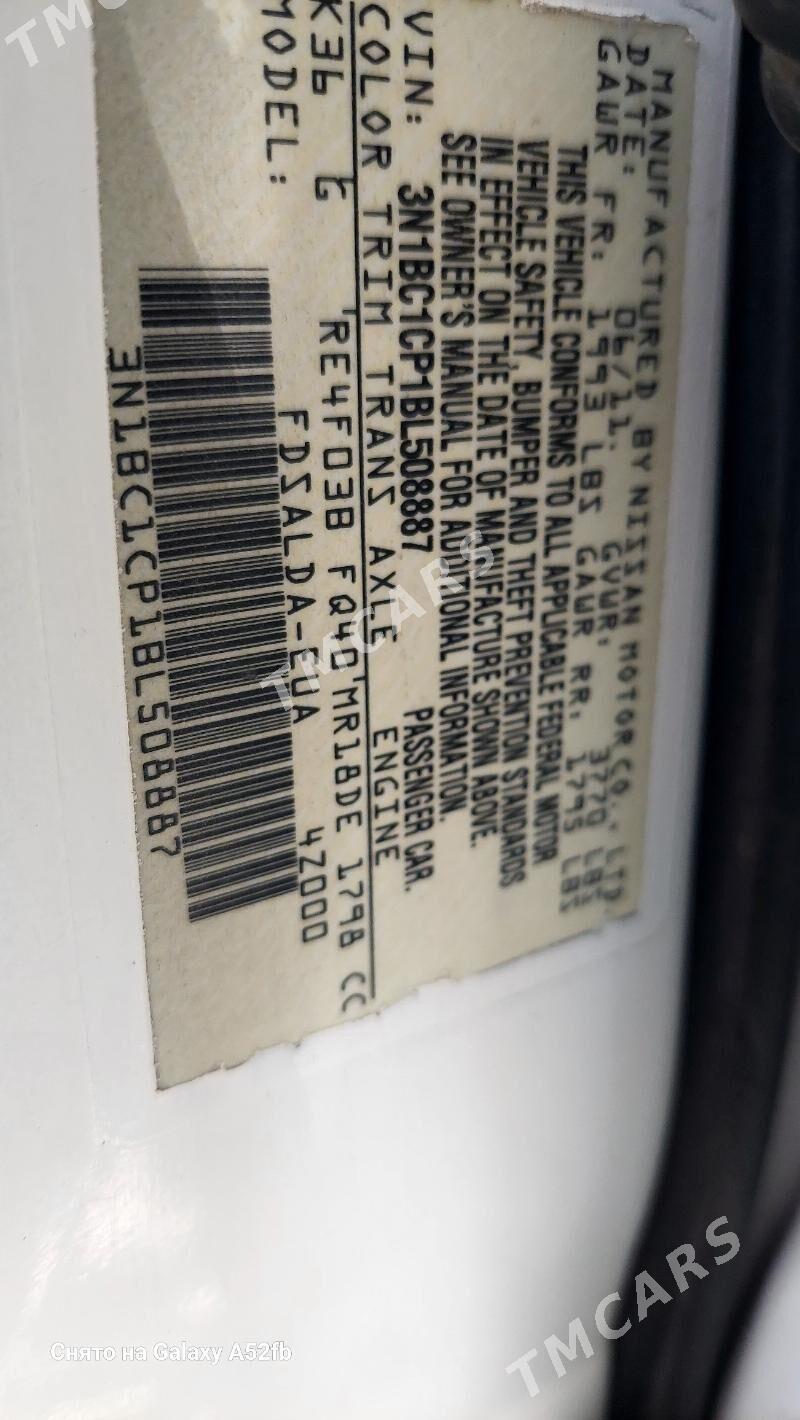 MANUFACTURED BY NISSAN MOTOR CO., LTD.
DATE: 06/11. GVWR: 3770 LBS
GAWR FR: 1993 LBS GAWR RR. 1795 LBS
THIS VEHICLE CONFORMS TO ALL APPLICABLE FEDERAL MOTOR
VEHICLE SAFETY, BUMPER AND THEFT PREVENTION STANDARDS
IN EFFECT ON THE DATE OF MANUFACTURE SHOWN ABOVE.
SEE OWNER'S MANUAL FOR ADDITIONAL INFORMATION.
VIN: 3N1BC1CP1BL508887 PASSENGER CAR.
COLOR TRIM TRANS AXLE ENGINE
K36 G RE4F03B FQ40 MR18DE 1798 CC
MODEL: FDSALDA-EUA 4Z000
3N1BC1CP1BL508887
TMCARS
TMCARS
TMCARS
Снято на Galaxy A52fb